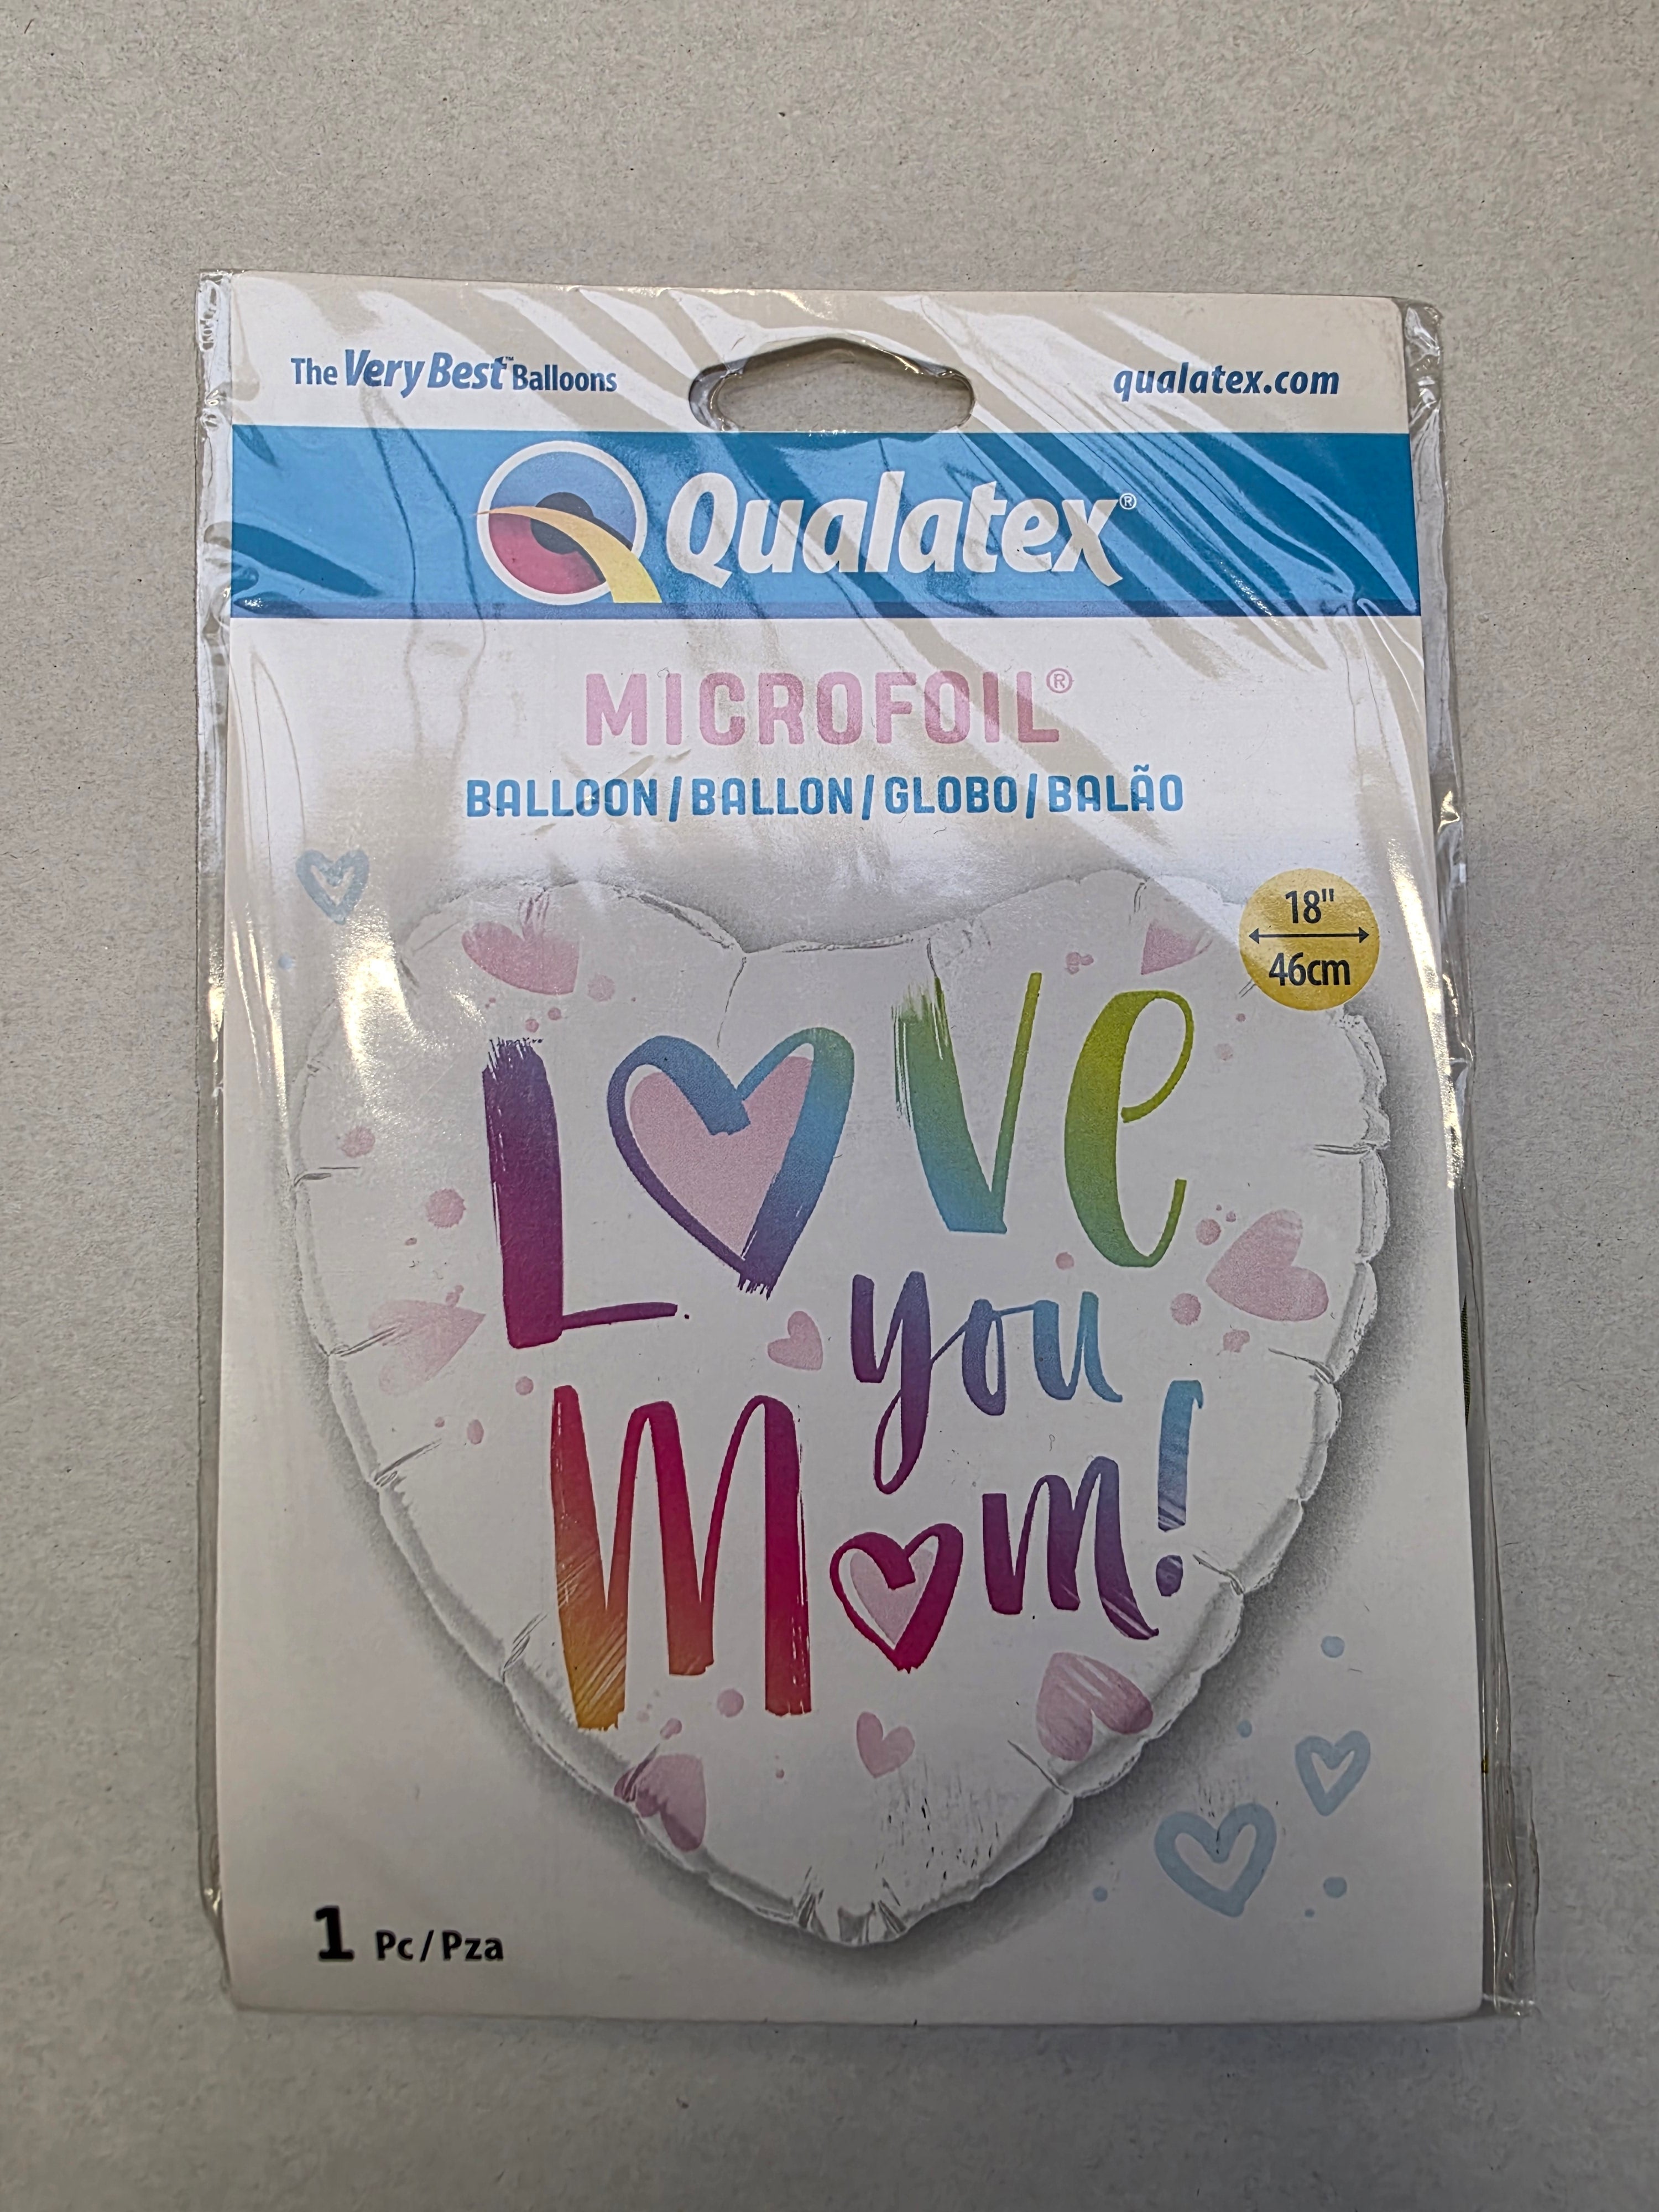 The Very Best™ Balloons
qualatex.com
Qualatex®
MICROFOIL®
BALLOON/BALLON/GLOBO/BALÃO
18"
46cm
Love
you
Mom!
1 Pc/Pza